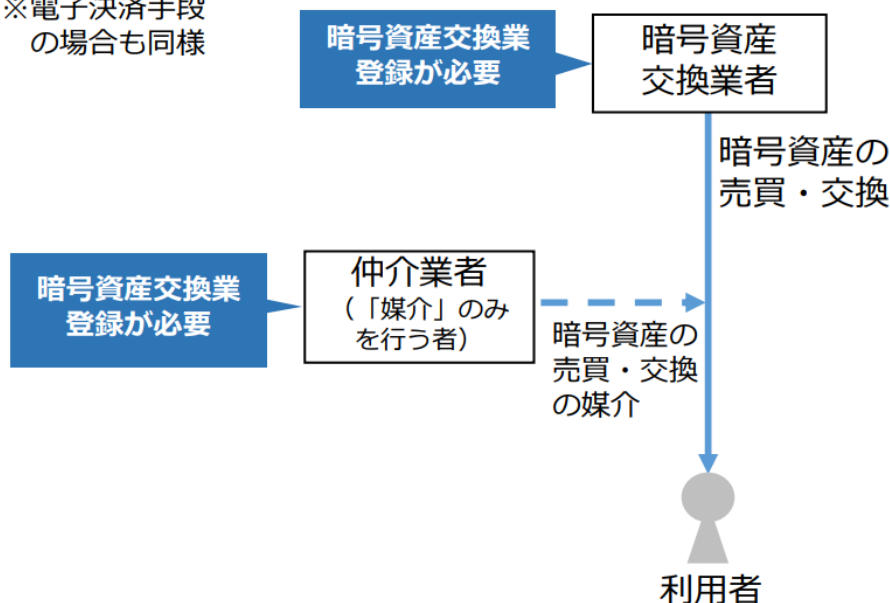 ※電子決済手段
の場合も同様
暗号資産交換業
登録が必要
暗号資産
交換業者
暗号資産の
売買・交換
暗号資産交換業
登録が必要
仲介業者
（「媒介」のみ
を行う者）
暗号資産の
売買・交換
の媒介
利用者